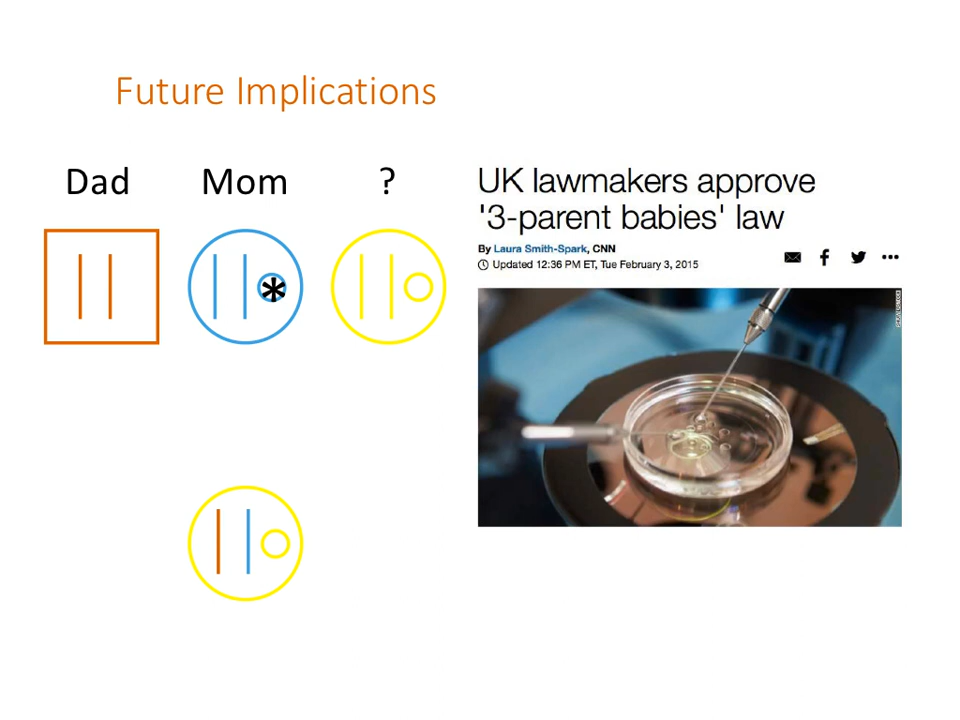 Future Implications
Dad
Mom
?
*
UK lawmakers approve
'3-parent babies' law
By Laura Smith-Spark, CNN
Updated 12:36 PM ET, Tue February 3, 2015